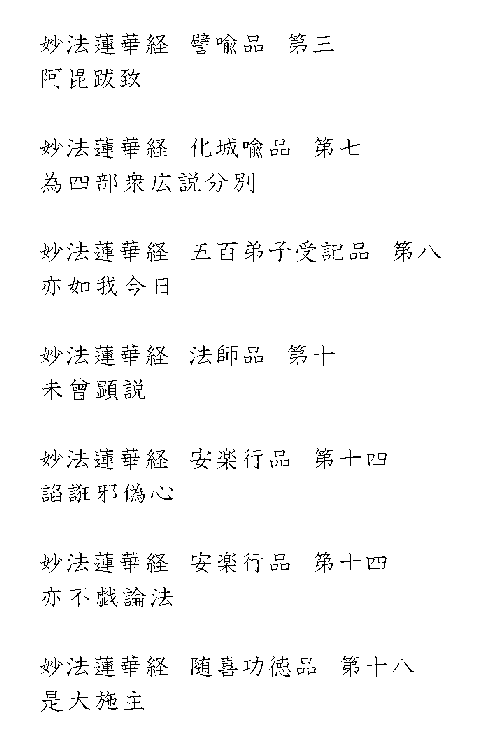 妙法蓮華経 譬喩品 第三
阿毘跋致
妙法蓮華経 化城喩品 第七
為四部衆広説分別
妙法蓮華経 五百弟子受記品 第八
亦如我今日
妙法蓮華経 法師品 第十
未曾顕説
妙法蓮華経 安楽行品 第十四
諂誑邪偽心
妙法蓮華経 安楽行品 第十四
亦不戯論法
妙法蓮華経 随喜功徳品 第十八
是大施主